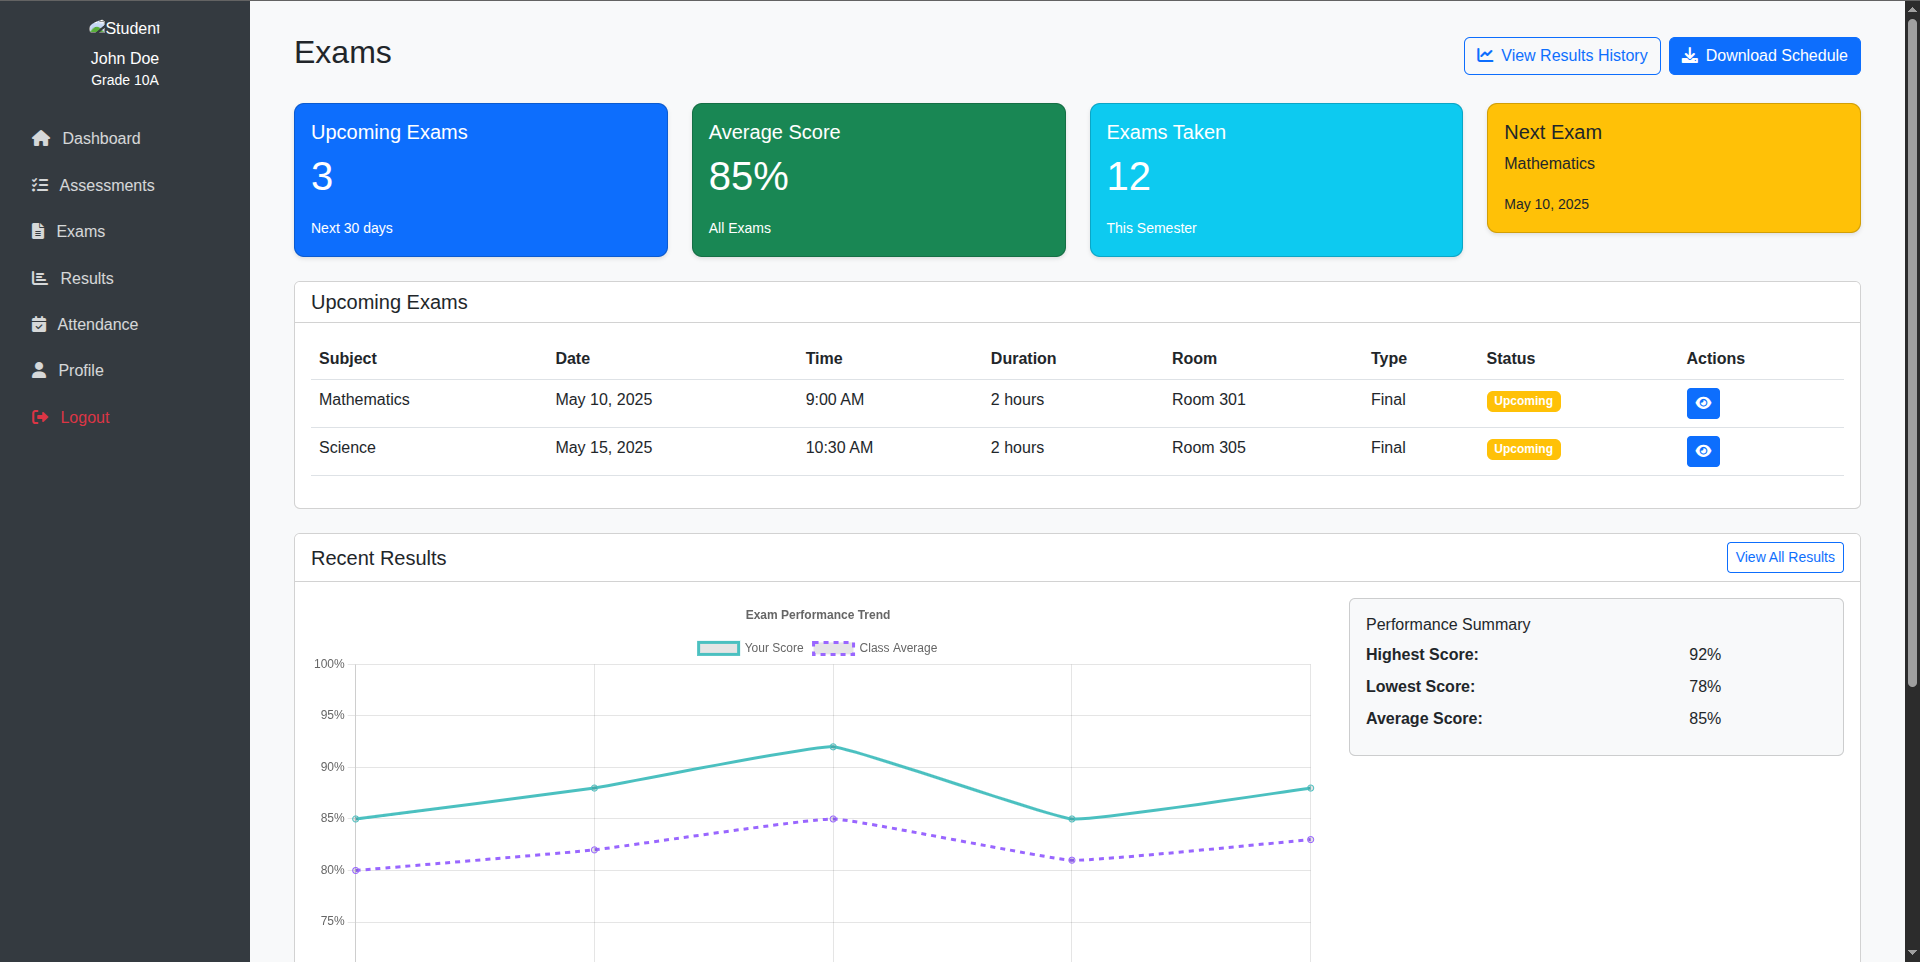 Student
John Doe
Grade 10A
Dashboard
Assessments
Exams
Results
Attendance
Profile
Logout
Exams
View Results History
Download Schedule
Upcoming Exams
3
Next 30 days
Average Score
85%
All Exams
Exams Taken
12
This Semester
Next Exam
Mathematics
May 10, 2025
Upcoming Exams
Subject Date Time Duration Room Type Status Actions
Mathematics May 10, 2025 9:00 AM 2 hours Room 301 Final Upcoming
Science May 15, 2025 10:30 AM 2 hours Room 305 Final Upcoming
Recent Results
View All Results
Exam Performance Trend
Your Score Class Average
100%
95%
90%
85%
80%
75%
Performance Summary
Highest Score: 92%
Lowest Score: 78%
Average Score: 85%